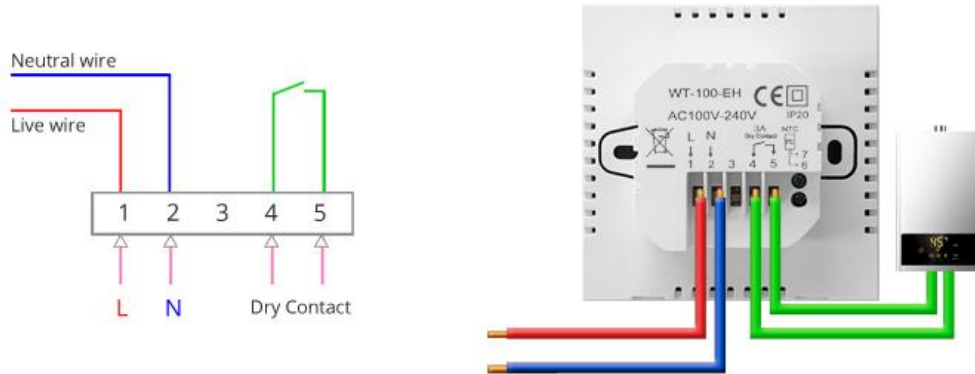 Neutral wire
Live wire
1 2 3 4 5
L N Dry Contact
WT-100-EH CE
AC100V-240V IP20
L N 3A NTC
Dry Contact
1 2 3 4 5 7
6
45